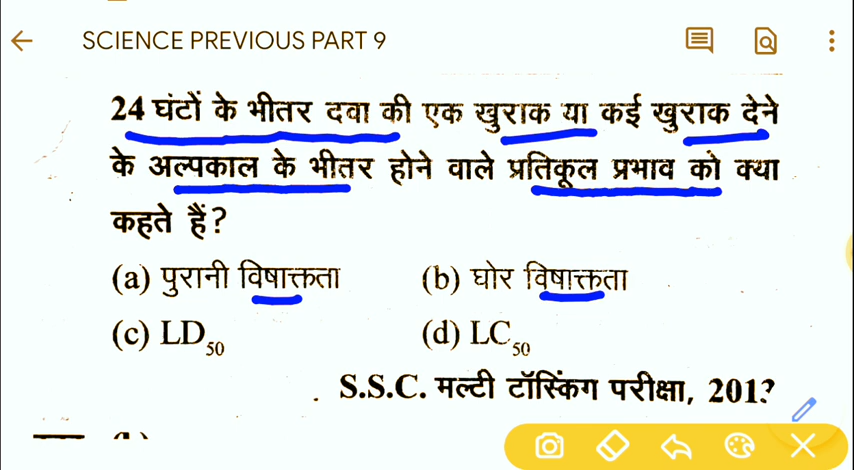 SCIENCE PREVIOUS PART 9
24 घंटों के भीतर दवा की एक खुराक या कई खुराक देने
के अल्पकाल के भीतर होने वाले प्रतिकूल प्रभाव को क्या
कहते हैं?
(a) पुरानी विषाक्तता (b) घोर विषाक्तता
(c) LD50 (d) LC50
S.S.C. मल्टी टॉस्किंग परीक्षा,